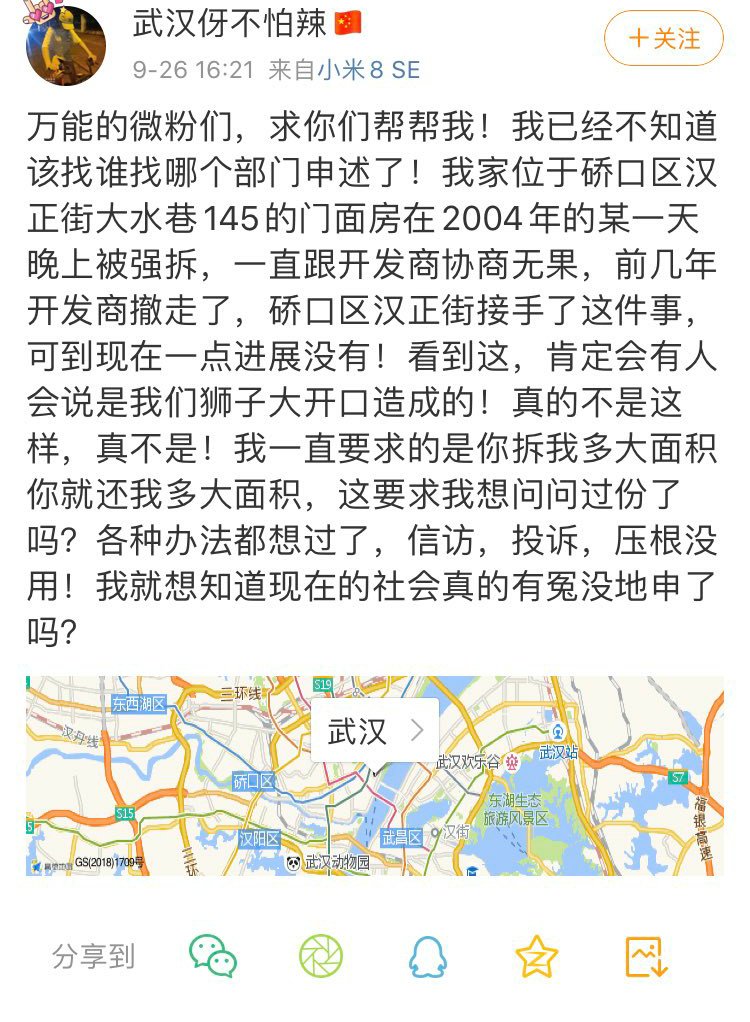 武汉伢不怕辣🇨🇳
+关注
9-26 16:21 来自小米8 SE
万能的微粉们，求你们帮帮我！我已经不知道
该找谁找哪个部门申述了！我家位于硚口区汉
正街大水巷145的门面房在2004年的某一天
晚上被强拆，一直跟开发商协商无果，前几年
开发商撤走了，硚口区汉正街接手了这件事，
可到现在一点进展没有！看到这，肯定会有人
会说是我们狮子大开口造成的！真的不是这
样，真不是！我一直要求的是你拆我多大面积
你就还我多大面积，这要求我想问问过份了
吗？各种办法都想过了，信访，投诉，压根没
用！我就想知道现在的社会真的有冤没地申了
吗？
三环线
S19
东西湖区
汉丹线
武汉
武汉欢乐谷
武汉站
硚口区
S7
东湖生态
旅游风景区
S15
S5
福银高速
汉阳区
武昌区
汉街
三环
高德地图
GS(2018)1709号
武汉动物园
分享到